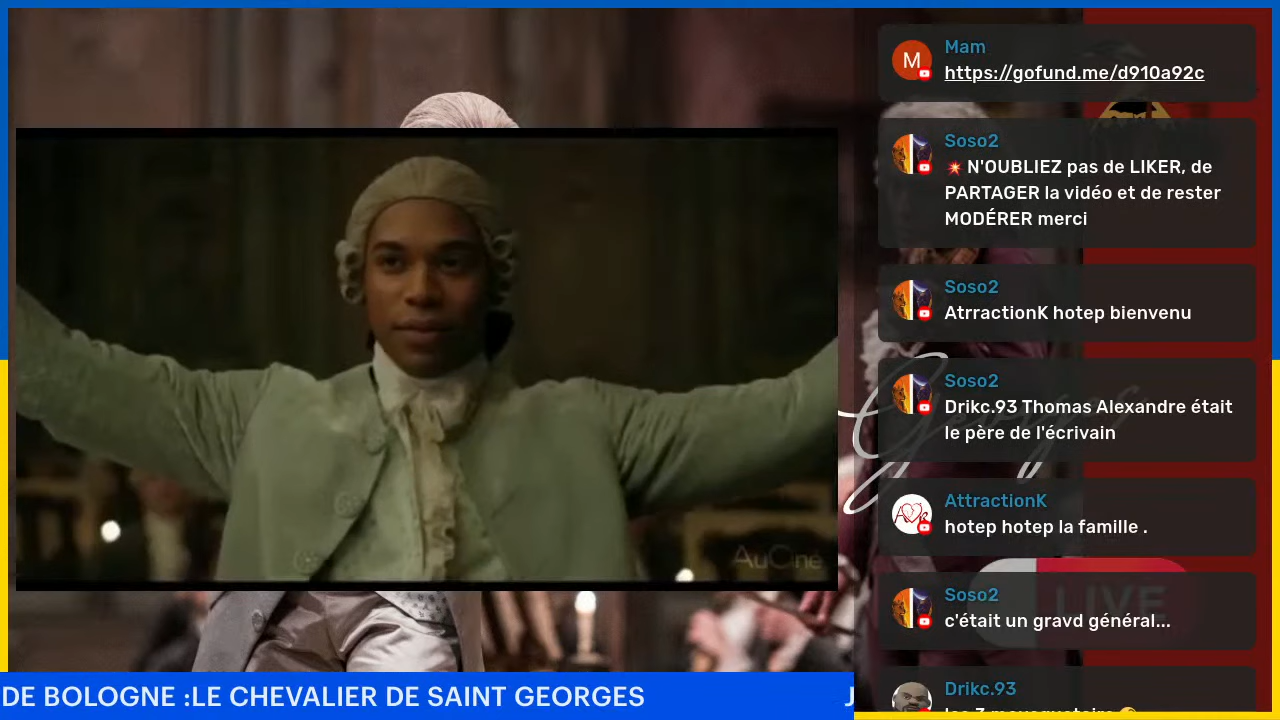 Mam
https://gofund.me/d910a92c
Soso2
💥 N'OUBLIEZ pas de LIKER, de
PARTAGER la vidéo et de rester
MODÉRER merci
Soso2
AtrractionK hotep bienvenu
Soso2
Drikc.93 Thomas Alexandre était
le père de l'écrivain
AttractionK
hotep hotep la famille .
Soso2
c'était un gravd général...
Drikc.93
Georges
LIVE
AuCiné
M
DE BOLOGNE :LE CHEVALIER DE SAINT GEORGES
J